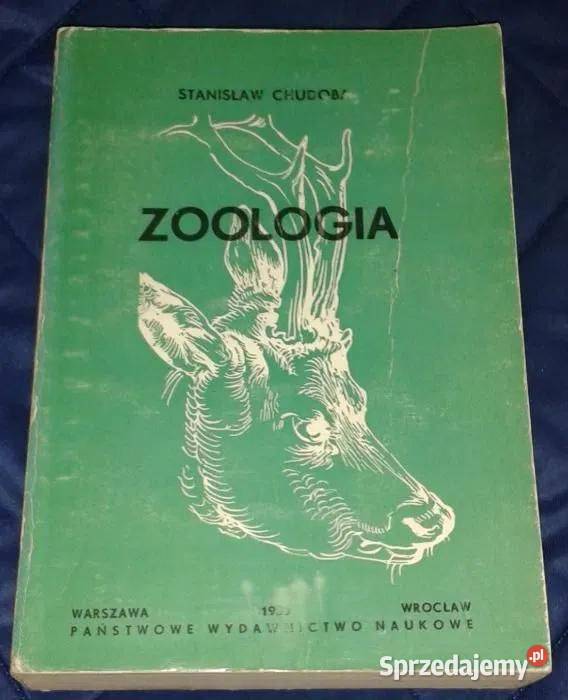 STANISŁAW CHUDOBA
ZOOLOGIA
WARSZAWA WROCŁAW
PAŃSTWOWE WYDAWNICTWO NAUKOWE
Sprzedajemy.pl